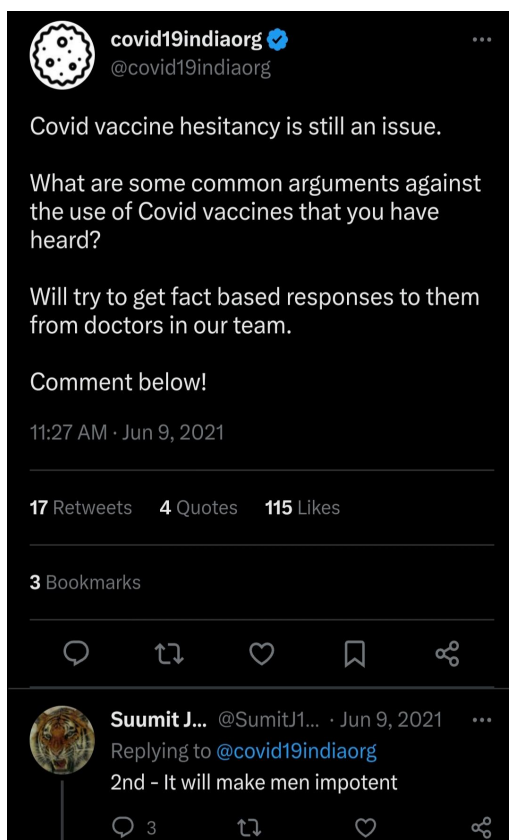 covid19indiaorg
@covid19indiaorg
Covid vaccine hesitancy is still an issue.
What are some common arguments against
the use of Covid vaccines that you have
heard?
Will try to get fact based responses to them
from doctors in our team.
Comment below!
11:27 AM · Jun 9, 2021
17 Retweets 4 Quotes 115 Likes
3 Bookmarks
Suumit J... @SumitJ1... · Jun 9, 2021
Replying to @covid19indiaorg
2nd - It will make men impotent
3